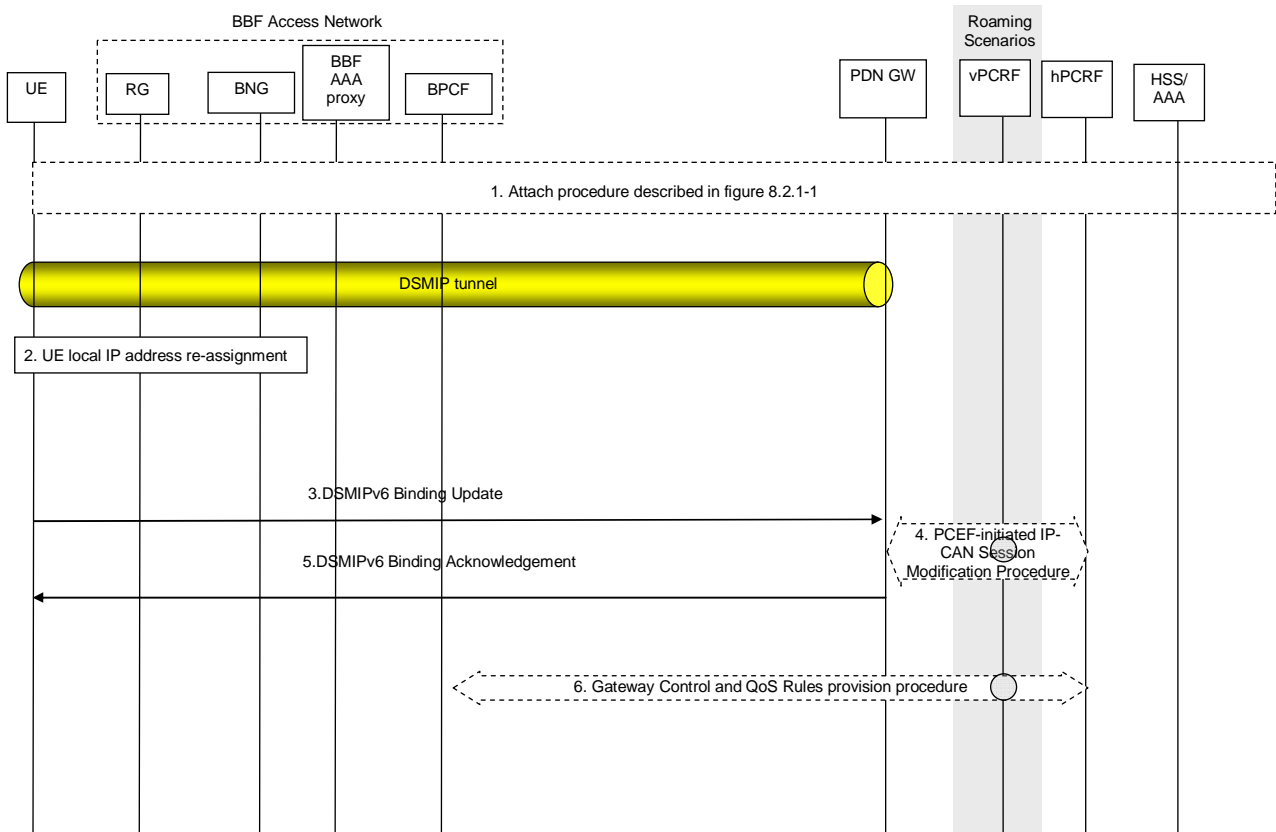 BBF Access Network
Roaming
Scenarios
UE
RG
BNG
BBF
AAA
proxy
BPCF
PDN GW
vPCRF
hPCRF
HSS/
AAA
1. Attach procedure described in figure 8.2.1-1
DSMIP tunnel
2. UE local IP address re-assignment
3.DSMIPv6 Binding Update
4. PCEF-initiated IP-
CAN Session
Modification Procedure
5.DSMIPv6 Binding Acknowledgement
6. Gateway Control and QoS Rules provision procedure